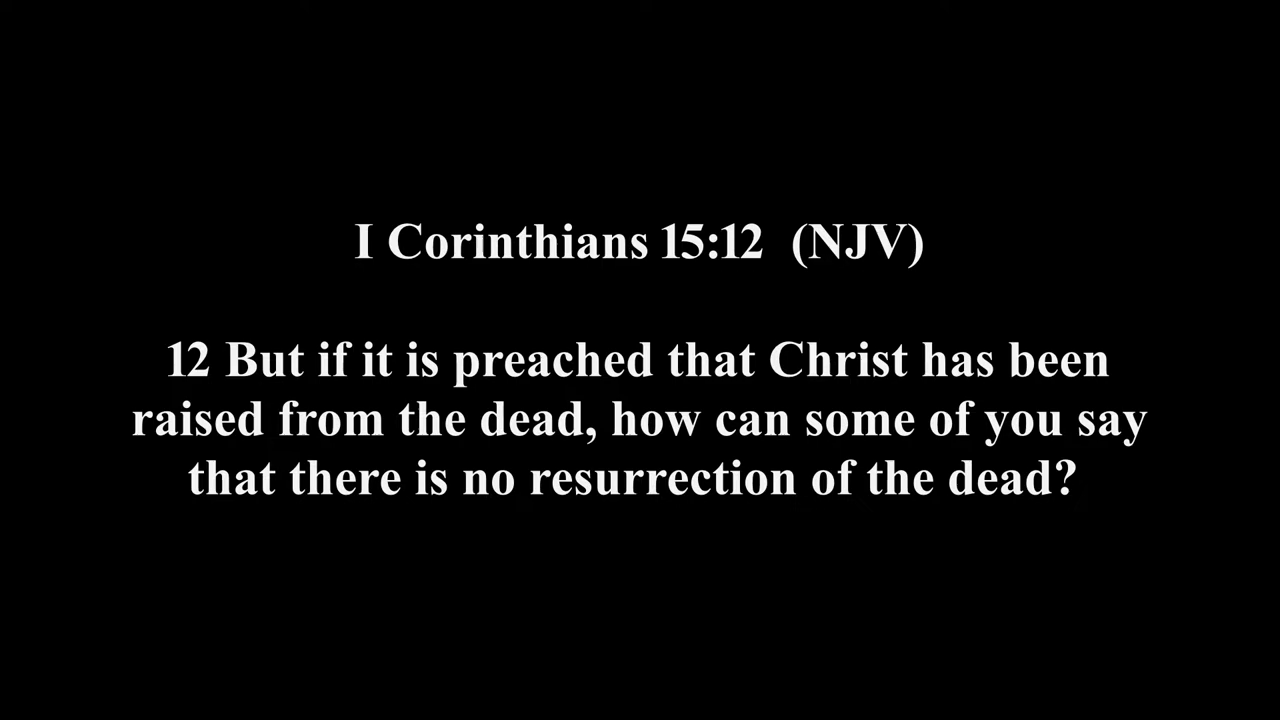 I Corinthians 15:12  (NJV)
12 But if it is preached that Christ has been
raised from the dead, how can some of you say
that there is no resurrection of the dead?